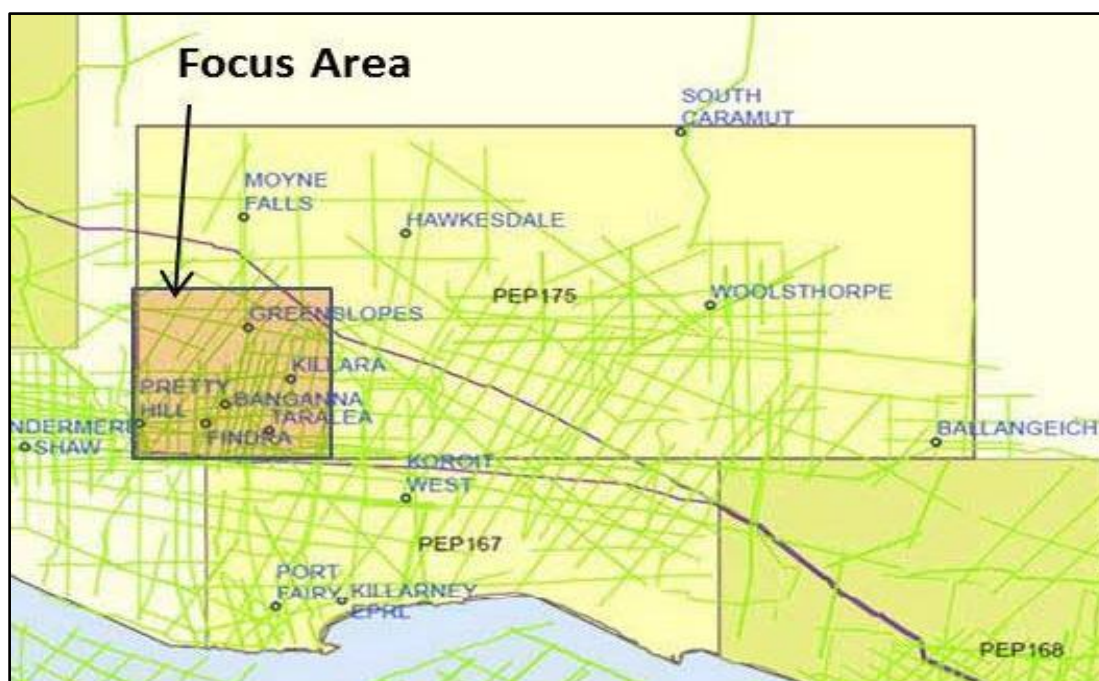 Focus Area
SOUTH
CARAMUT
MOYNE
FALLS
HAWKESDALE
PEP175
WOOLSTHORPE
GREENSLOPES
KILLARA
PRETTY
HILL
BANGANNA
TARALEA
FINDRA
NDERMERE
SHAW
BALLANGEICH
KOROIT
WEST
PEP167
PORT
FAIRY
KILLARNEY
EPRL
PEP168